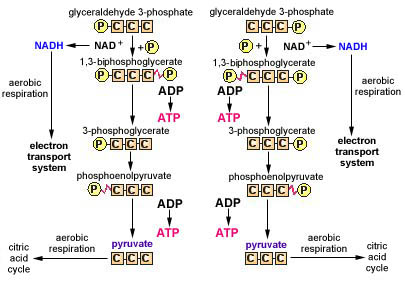 glyceraldehyde 3-phosphate
P C C C
NADH
NAD+
+ P
1,3-biphosphoglycerate
P C C C P
aerobic
respiration
ADP
ATP
electron
transport
system
3-phosphoglycerate
P C C C
phosphoenolpyruvate
P C C C
ADP
ATP
pyruvate
C C C
aerobic
respiration
citric
acid
cycle
glyceraldehyde 3-phosphate
C C C P
P +
NAD+
NADH
1,3-biphosphoglycerate
P C C C P
ADP
ATP
aerobic
respiration
electron
transport
system
3-phosphoglycerate
C C C P
phosphoenolpyruvate
C C C P
ADP
ATP
pyruvate
C C C
aerobic
respiration
citric
acid
cycle